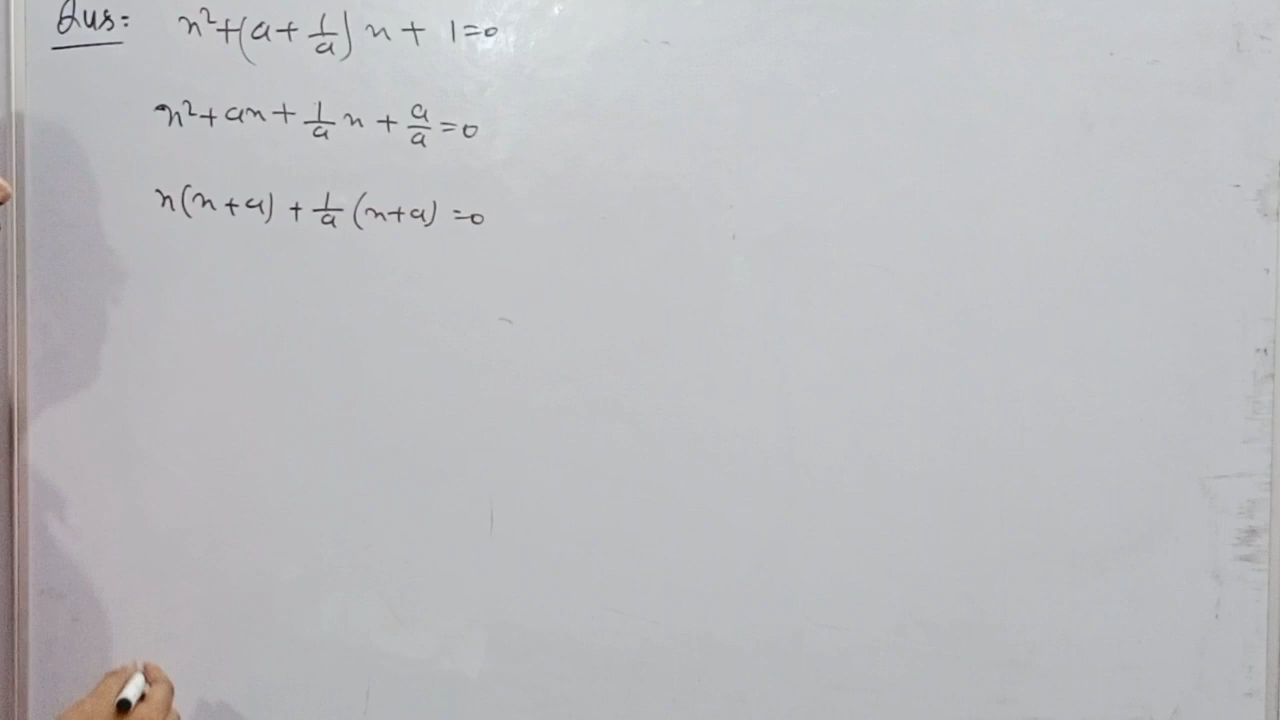 Qus: x²+(a+1/a)x+1=0
x²+ax+1/a x+a/a=0
x(x+a)+1/a(x+a)=0